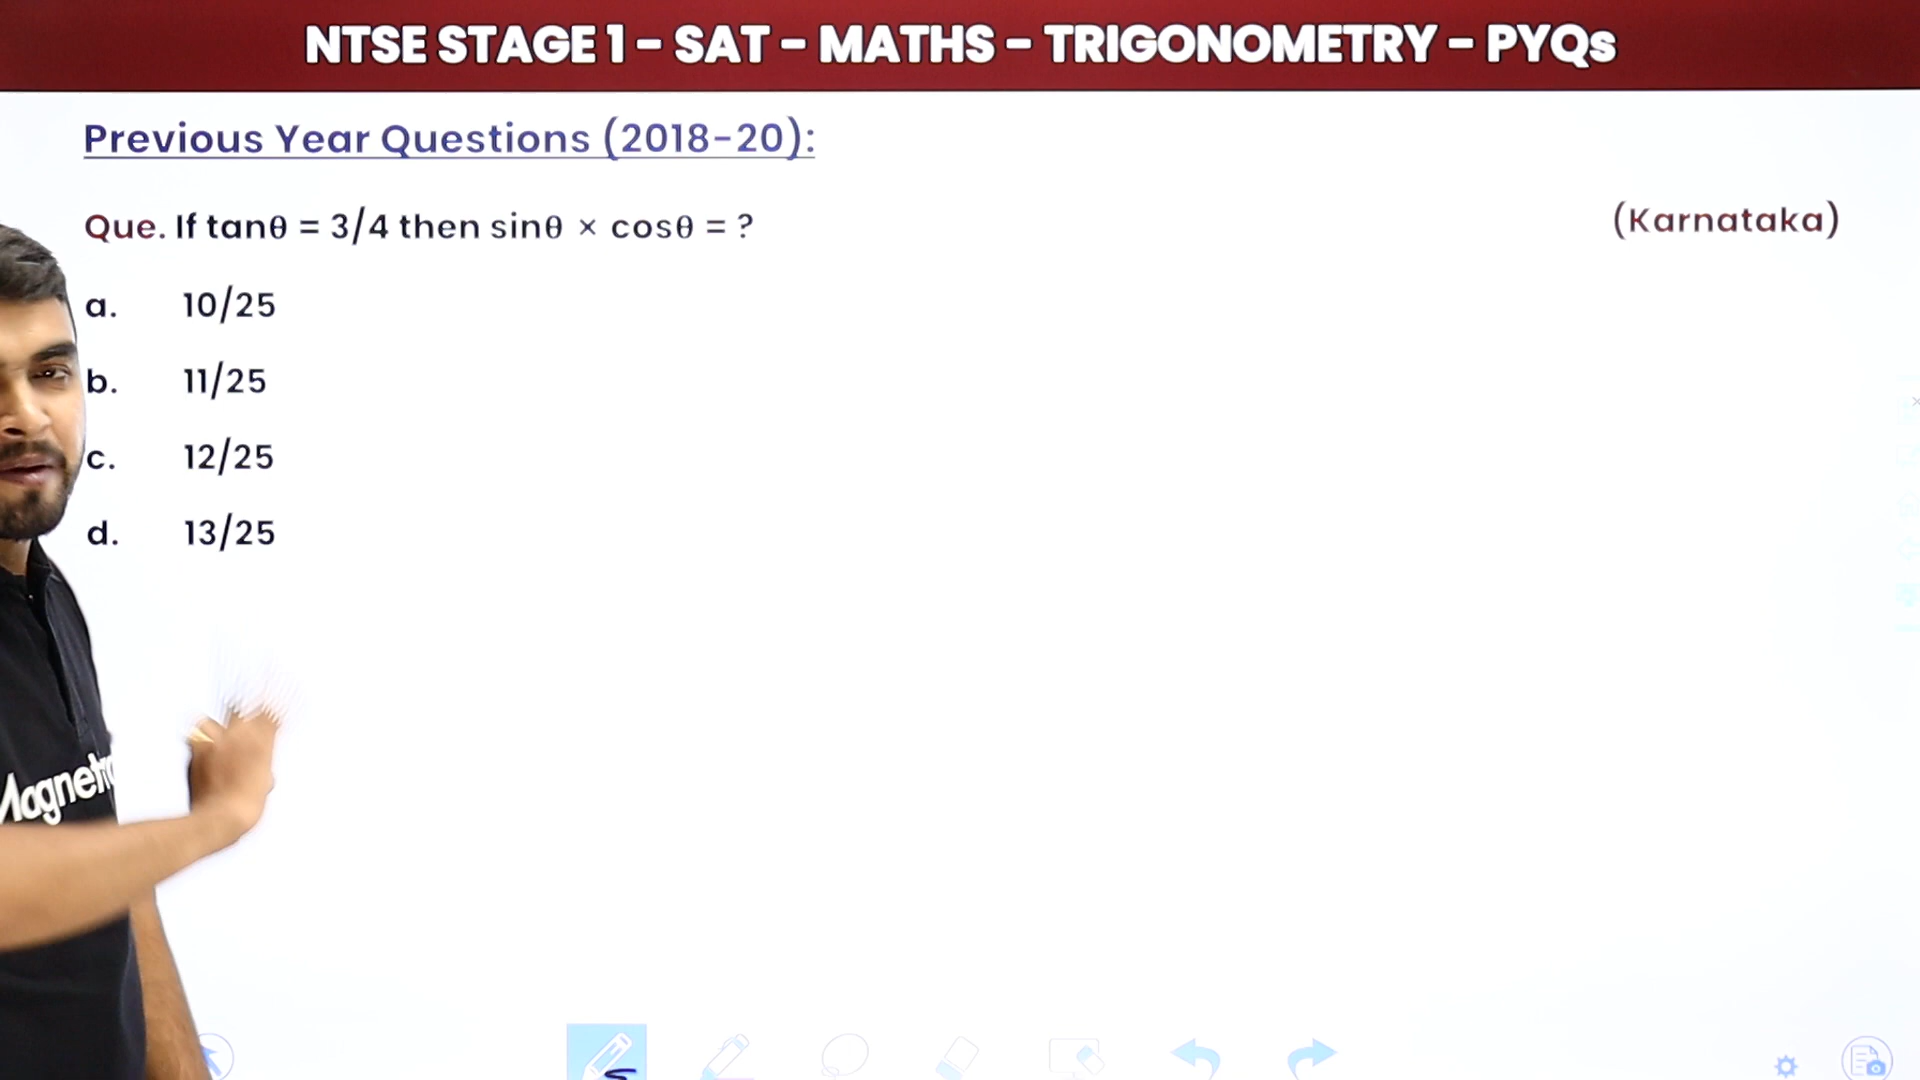 NTSE STAGE 1 – SAT – MATHS – TRIGONOMETRY – PYQs
Previous Year Questions (2018-20):
Que. If tanθ = 3/4 then sinθ × cosθ = ?
(Karnataka)
a. 10/25
b. 11/25
c. 12/25
d. 13/25